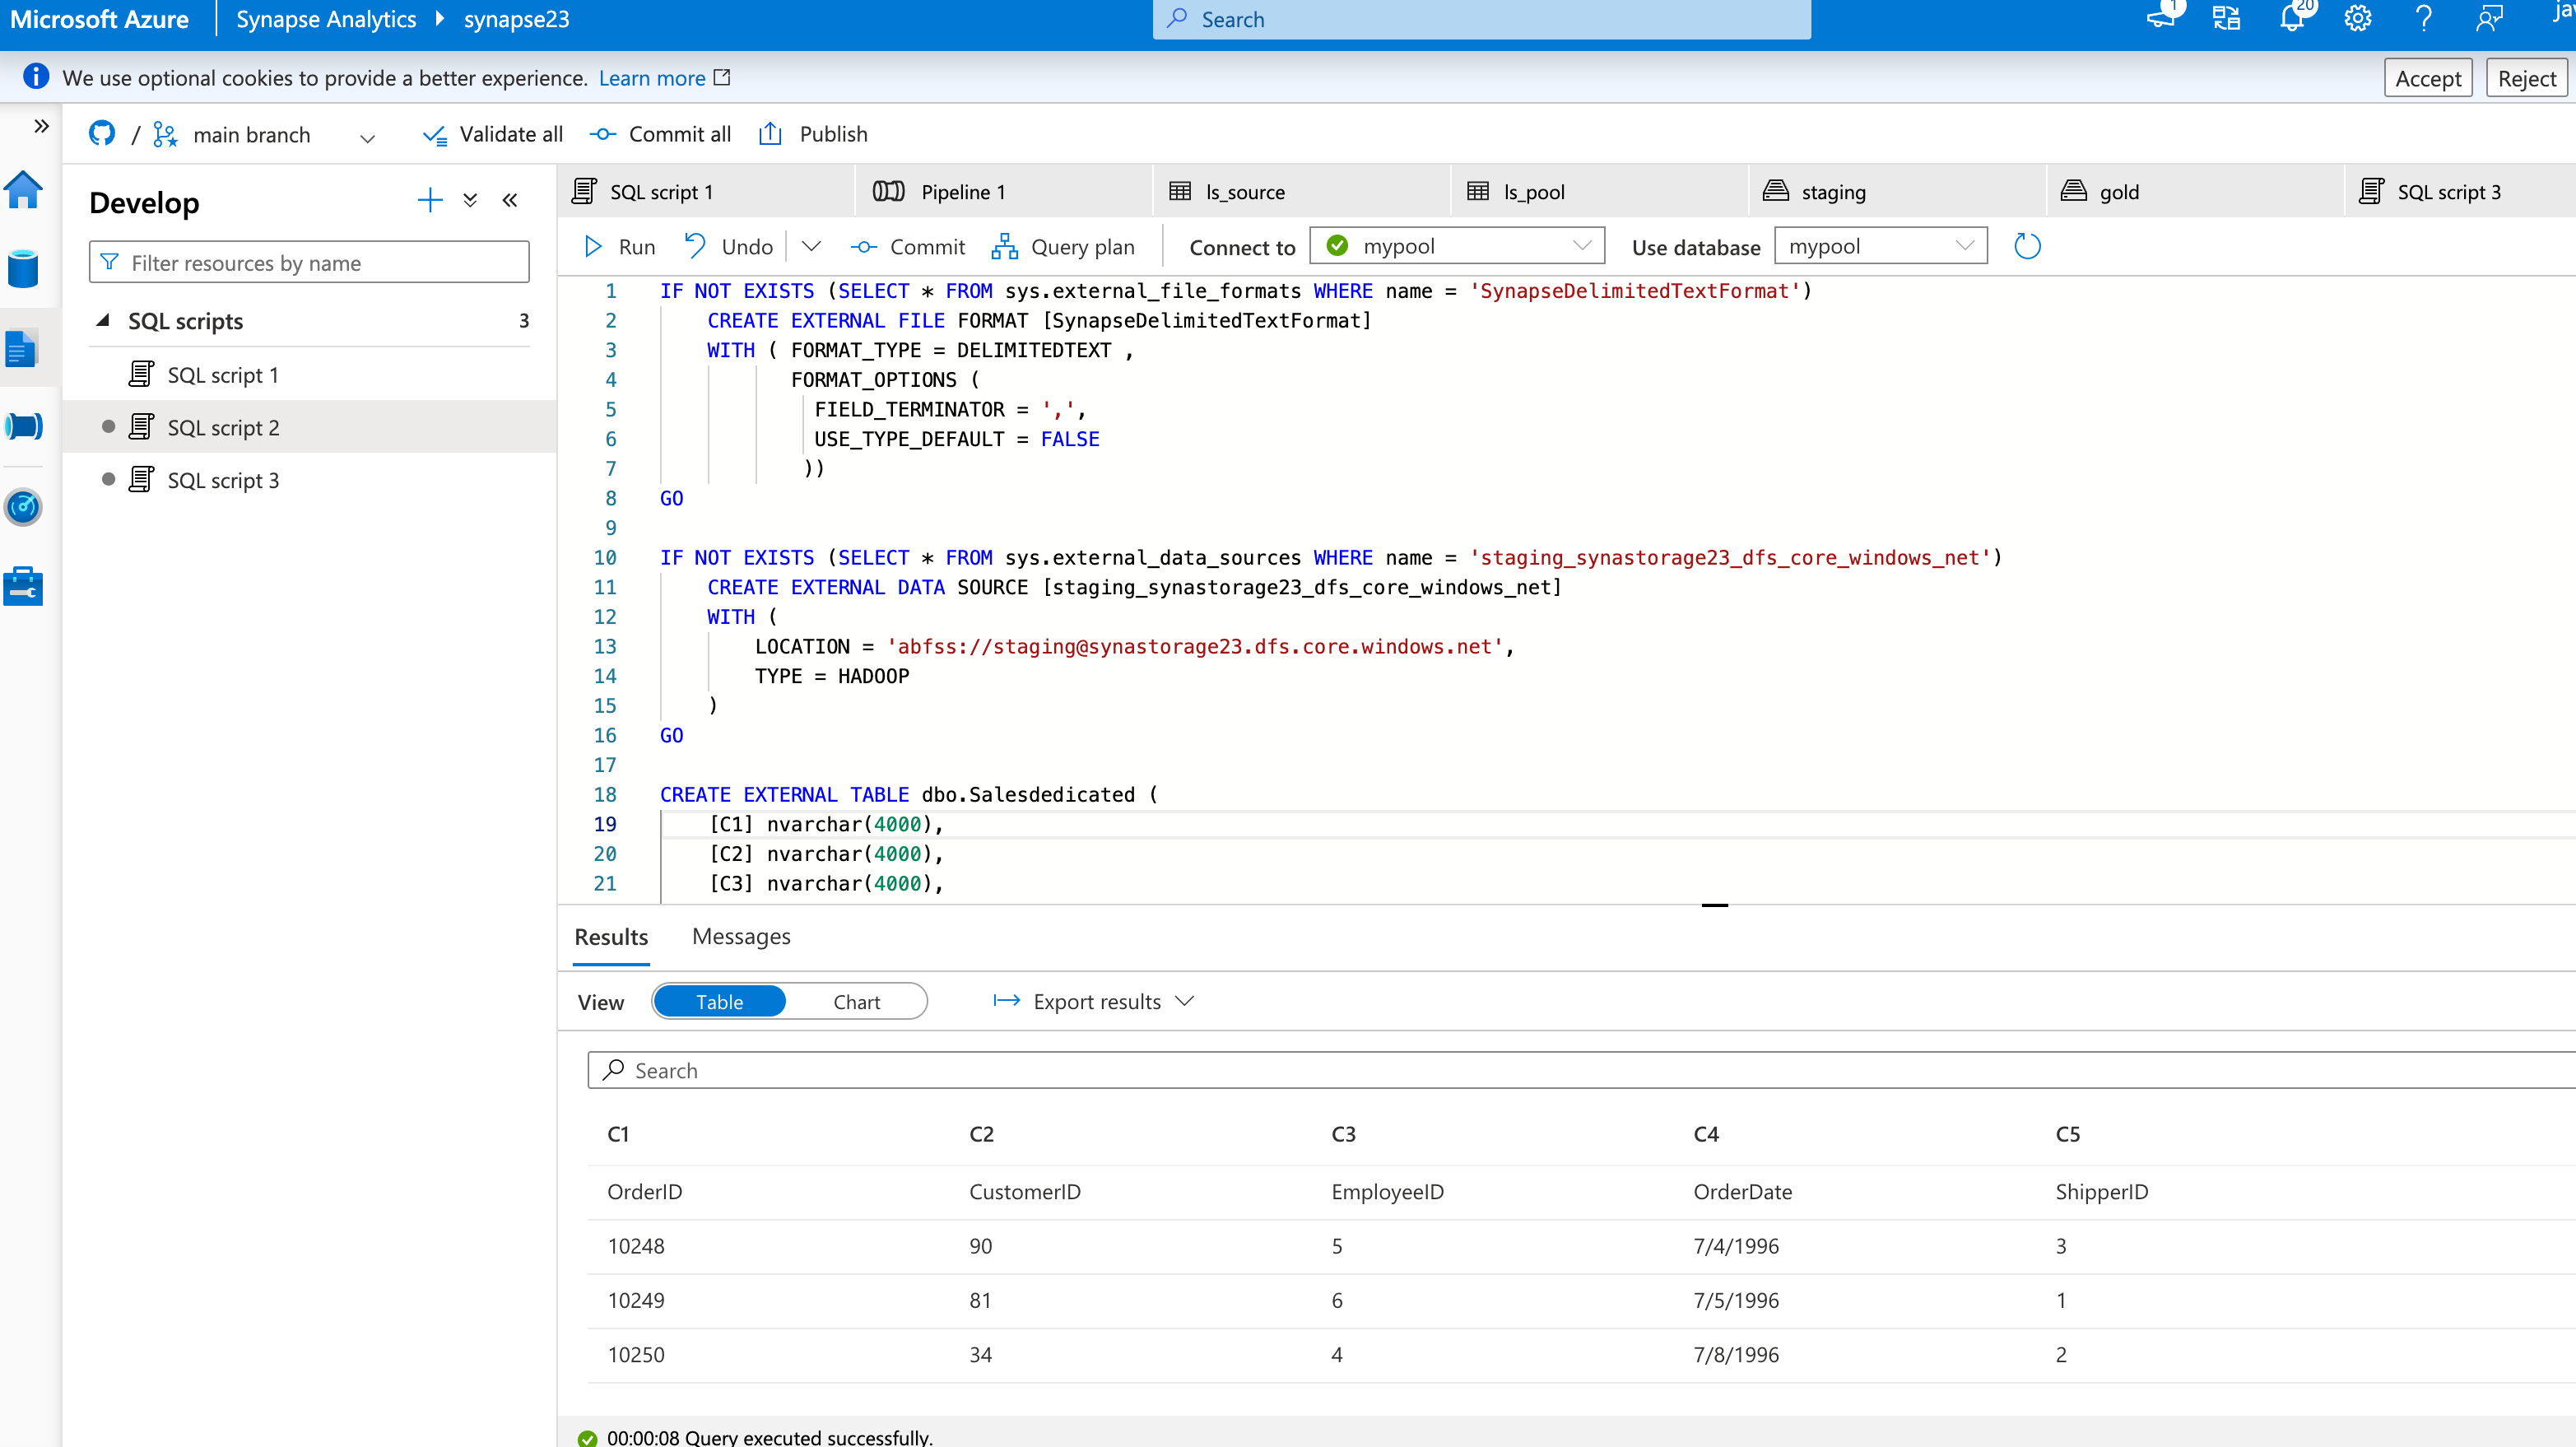 Microsoft Azure
Synapse Analytics
synapse23
Search
1
20
We use optional cookies to provide a better experience. Learn more
Accept
Reject
/ main branch
Validate all
Commit all
Publish
Develop
Filter resources by name
SQL scripts 3
SQL script 1
SQL script 2
SQL script 3
SQL script 1
Pipeline 1
ls_source
ls_pool
staging
gold
SQL script 3
Run
Undo
Commit
Query plan
Connect to mypool
Use database mypool
1 IF NOT EXISTS (SELECT * FROM sys.external_file_formats WHERE name = 'SynapseDelimitedTextFormat')
2 CREATE EXTERNAL FILE FORMAT [SynapseDelimitedTextFormat]
3 WITH ( FORMAT_TYPE = DELIMITEDTEXT ,
4 FORMAT_OPTIONS (
5 FIELD_TERMINATOR = ',',
6 USE_TYPE_DEFAULT = FALSE
7 ))
8 GO
9
10 IF NOT EXISTS (SELECT * FROM sys.external_data_sources WHERE name = 'staging_synastorage23_dfs_core_windows_net')
11 CREATE EXTERNAL DATA SOURCE [staging_synastorage23_dfs_core_windows_net]
12 WITH (
13 LOCATION = 'abfss://staging@synastorage23.dfs.core.windows.net',
14 TYPE = HADOOP
15 )
16 GO
17
18 CREATE EXTERNAL TABLE dbo.Salesdedicated (
19 [C1] nvarchar(4000),
20 [C2] nvarchar(4000),
21 [C3] nvarchar(4000),
Results
Messages
View
Table
Chart
Export results
Search
C1 C2 C3 C4 C5
OrderID CustomerID EmployeeID OrderDate ShipperID
10248 90 5 7/4/1996 3
10249 81 6 7/5/1996 1
10250 34 4 7/8/1996 2
00:00:08 Query executed successfully.